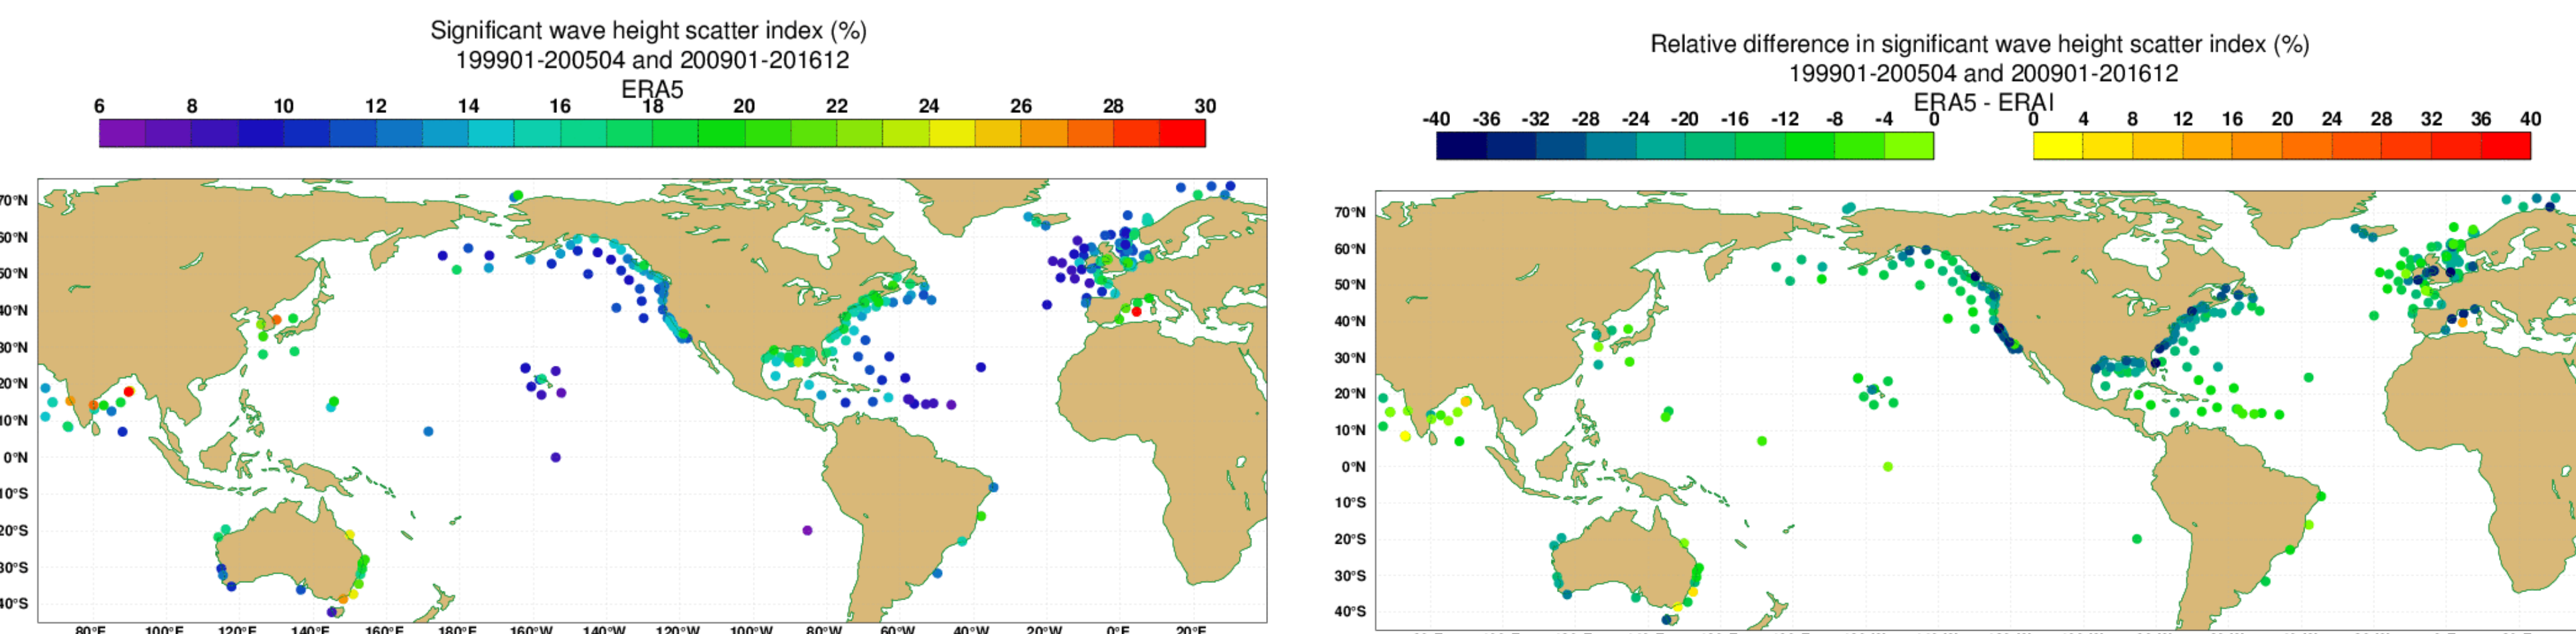 Significant wave height scatter index (%)
199901-200504 and 200901-201612
ERA5
6 8 10 12 14 16 18 20 22 24 26 28 30
70°N
60°N
50°N
40°N
30°N
20°N
10°N
0°N
10°S
20°S
30°S
40°S
80°E 100°E 120°E 140°E 160°E 180°E 160°W 140°W 120°W 100°W 80°W 60°W 40°W 20°W 0°E 20°E
Relative difference in significant wave height scatter index (%)
199901-200504 and 200901-201612
ERA5 - ERAI
-40 -36 -32 -28 -24 -20 -16 -12 -8 -4 0 0 4 8 12 16 20 24 28 32 36 40
70°N
60°N
50°N
40°N
30°N
20°N
10°N
0°N
10°S
20°S
30°S
40°S